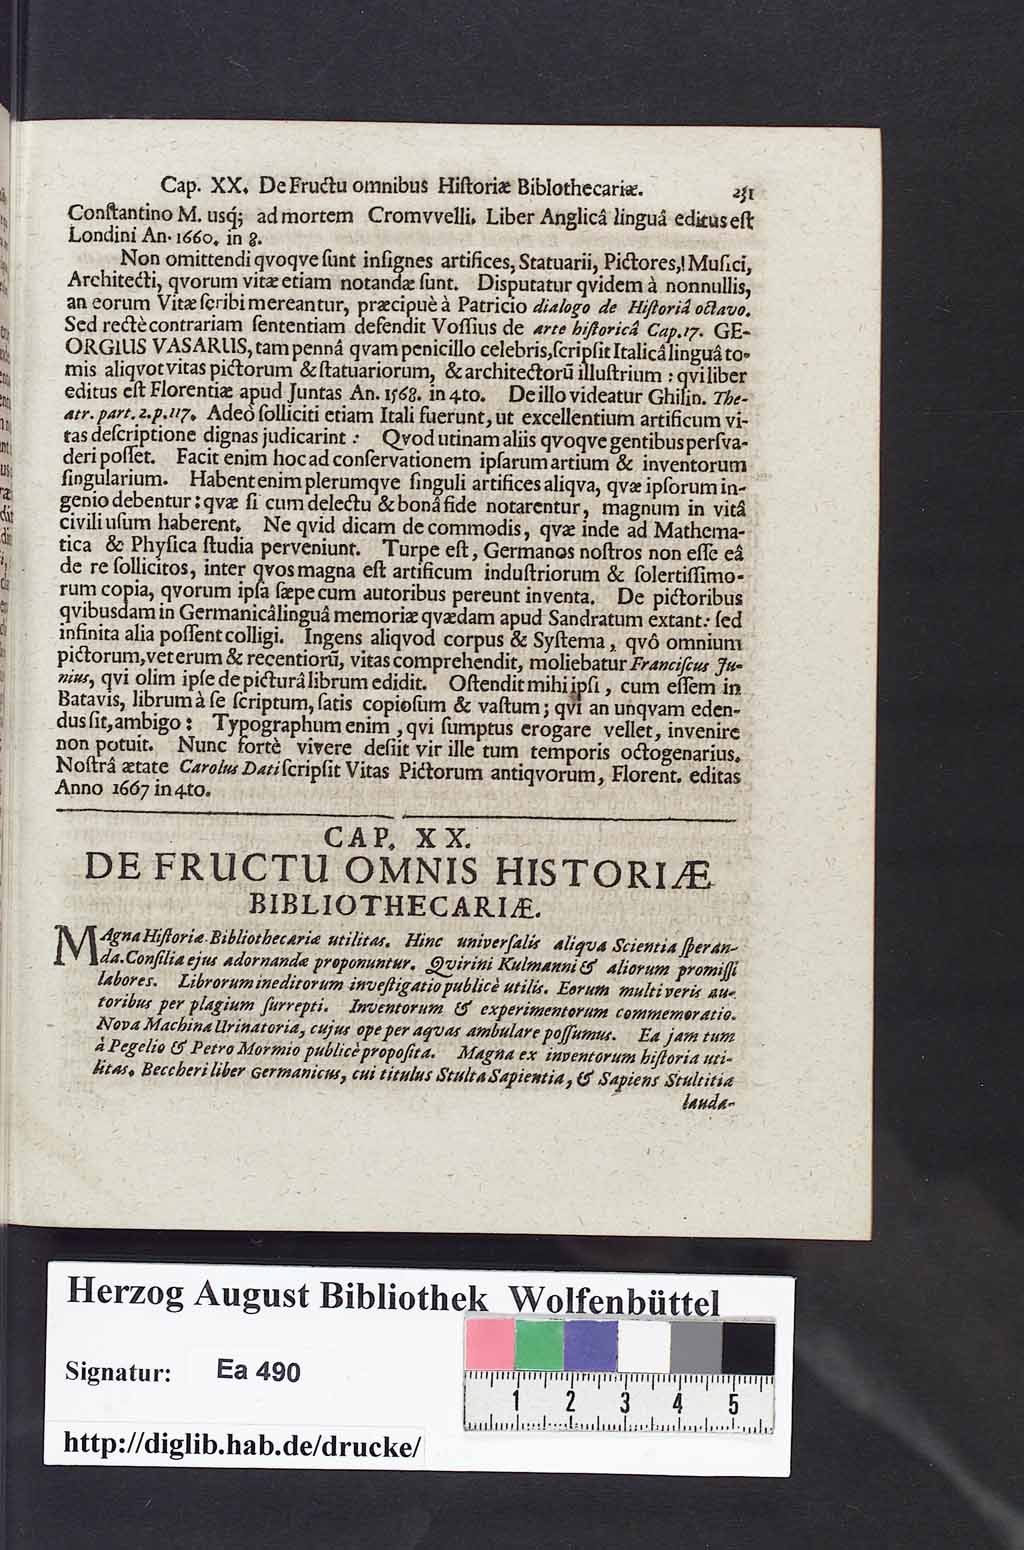 Cap. XX. De Fructu omnibus Hiſtoriæ Biblothecariæ. 231
Conſtantino M. usq́; ad mortem Cromvvelli. Liber Anglicâ linguâ editus eſt
Londini An. 1660. in 8.
Non omittendi qvoqve ſunt inſignes artifices, Statuarii, Pictores,! Muſici,
Architecti, qvorum vitæ etiam notandæ ſunt. Diſputatur qvidem à nonnullis,
an eorum Vitæ ſcribi mereantur, præcipuè à Patricio dialogo de Hiſtoriâ octavo.
Sed rectè contrariam ſententiam defendit Voſſius de arte hiſtoricâ Cap. 17. GE-
ORGIUS VASARUS, tam pennâ qvam penicillo celebris, ſcripſit Italicâ linguâ to-
mis aliqvot vitas pictorum & ſtatuariorum, & architectorū illuſtrium : qvi liber
editus eſt Florentiæ apud Juntas An. 1568. in 4to. De illo videatur Ghilin. The-
atr. part. 2. p. 117. Adeò ſolliciti etiam Itali fuerunt, ut excellentium artificum vi-
tas deſcriptione dignas judicarint : Qvod utinam aliis qvoqve gentibus perſva-
deri poſſet. Facit enim hoc ad conſervationem ipſarum artium & inventorum
ſingularium. Habent enim plerumqve ſinguli artifices aliqva, qvæ ipſorum in-
genio debentur : qvæ ſi cum delectu & bonâ fide notarentur, magnum in vitâ
civili uſum haberent. Ne qvid dicam de commodis, qvæ inde ad Mathema-
tica & Phyſica ſtudia perveniunt. Turpe eſt, Germanos noſtros non eſſe eâ
de re ſollicitos, inter qvos magna eſt artificum induſtriorum & ſolertiſſimo-
rum copia, qvorum ipſa ſæpe cum autoribus pereunt inventa. De pictoribus
qvibusdam in Germanicâ linguâ memoriæ qvædam apud Sandratum extant : ſed
infinita alia poſſent colligi. Ingens aliqvod corpus & Syſtema, qvô omnium
pictorum, veterum & recentiorū, vitas comprehendit, moliebatur Franciſcus Ju-
nius, qvi olim ipſe de picturâ librum edidit. Oſtendit mihi ipſi, cum eſſem in
Batavis, librum à ſe ſcriptum, ſatis copioſum & vaſtum; qvi an unqvam eden-
dus ſit, ambigo : Typographum enim, qvi ſumptus erogare vellet, invenire
non potuit. Nunc fortè vivere deſiit vir ille tum temporis octogenarius.
Noſtrâ ætate Carolus Dati ſcripſit Vitas Pictorum antiqvorum, Florent. editas
Anno 1667 in 4to.
CAP. XX.
DE FRUCTU OMNIS HISTORIÆ
BIBLIOTHECARIÆ.
MAgna Hiſtoriæ Bibliothecariæ utilitas. Hinc univerſalis aliqva Scientia ſperan-
da. Conſilia ejus adornandæ proponuntur. Qvirini Kulmanni & aliorum promiſſi
labores. Librorum ineditorum inveſtigatio publicè utilis. Eorum multi veris au-
toribus per plagium ſurrepti. Inventorum & experimentorum commemoratio.
Nova Machina Urinatoria, cujus ope per aqvas ambulare poſſumus. Ea jam tum
à Pegelio & Petro Mormio publicè propoſita. Magna ex inventorum hiſtoria uti-
litas. Beccheri liber Germanicus, cui titulus Stulta Sapientia, & Sapiens Stultitia
lauda-
Herzog August Bibliothek Wolfenbüttel
Signatur: Ea 490
1 2 3 4 5
http://diglib.hab.de/drucke/